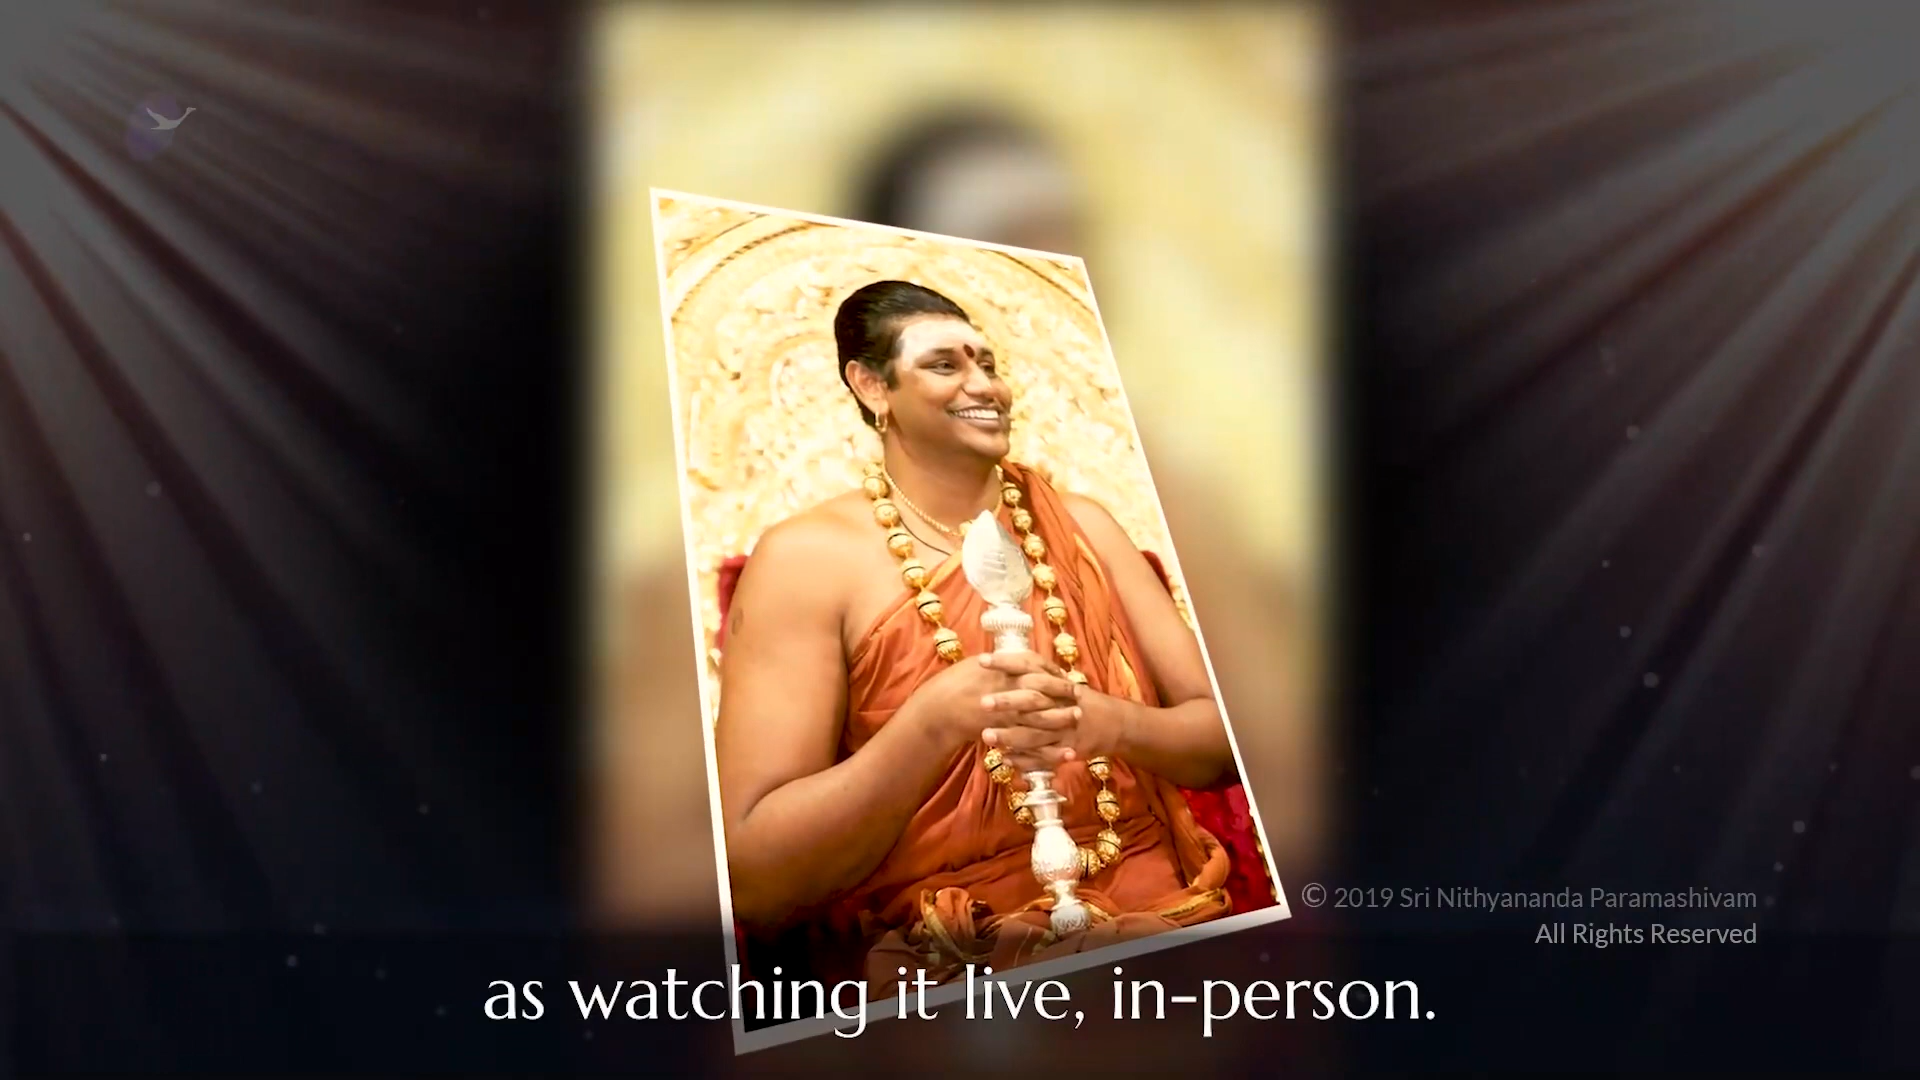 © 2019 Sri Nithyananda Paramashivam
All Rights Reserved
as watching it live, in-person.